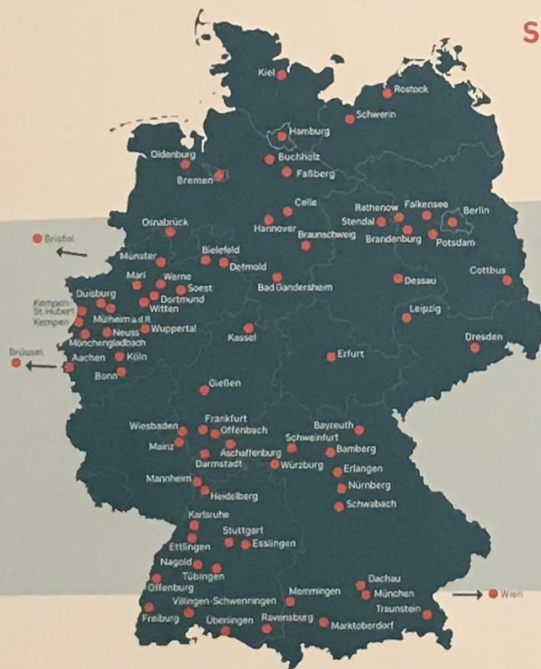 S
Kiel
Rostock
Schwerin
Hamburg
Buchholz
Faßberg
Oldenburg
Bremen
Celle
Hannover
Braunschweig
Rathenow
Falkensee
Stendal
Berlin
Brandenburg
Potsdam
Osnabrück
Bristol
Münster
Bielefeld
Detmold
Bad Gandersheim
Dessau
Cottbus
Marl
Werne
Soest
Duisburg
Dortmund
Witten
Kempen-
St. Hubert
Kempen
Mülheim a.d.R.
Neuss
Wuppertal
Mönchengladbach
Leipzig
Kassel
Dresden
Erfurt
Brüssel
Aachen
Köln
Bonn
Gießen
Wiesbaden
Frankfurt
Offenbach
Mainz
Aschaffenburg
Darmstadt
Schweinfurt
Bayreuth
Bamberg
Würzburg
Erlangen
Mannheim
Heidelberg
Nürnberg
Schwabach
Karlsruhe
Ettlingen
Stuttgart
Esslingen
Nagold
Tübingen
Offenburg
Villingen-Schwenningen
Freiburg
Überlingen
Memmingen
Ravensburg
Marktoberdorf
Dachau
München
Traunstein
Wien